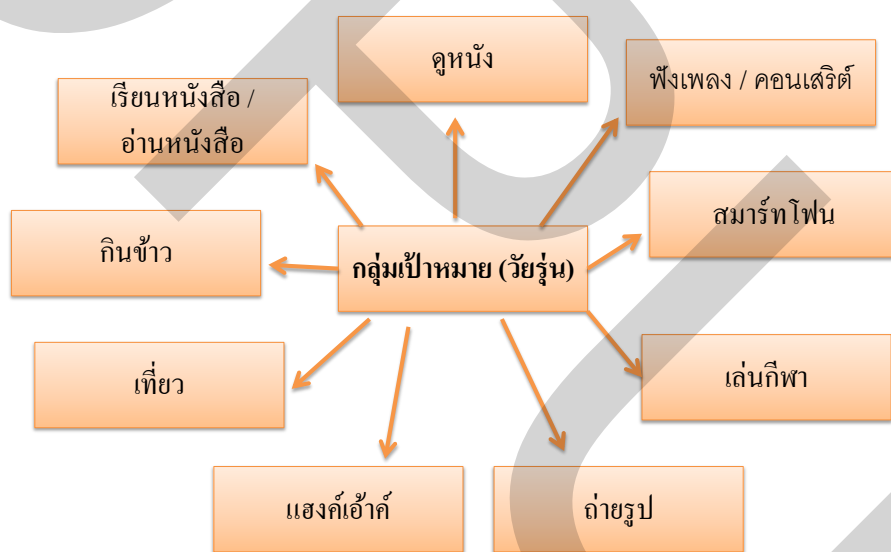 ดูหนัง
ฟังเพลง / คอนเสริต์
เรียนหนังสือ /
อ่านหนังสือ
สมาร์ทโฟน
กินข้าว
กลุ่มเป้าหมาย (วัยรุ่น)
เที่ยว
เล่นกีฬา
แฮงค์เอ้าค์
ถ่ายรูป